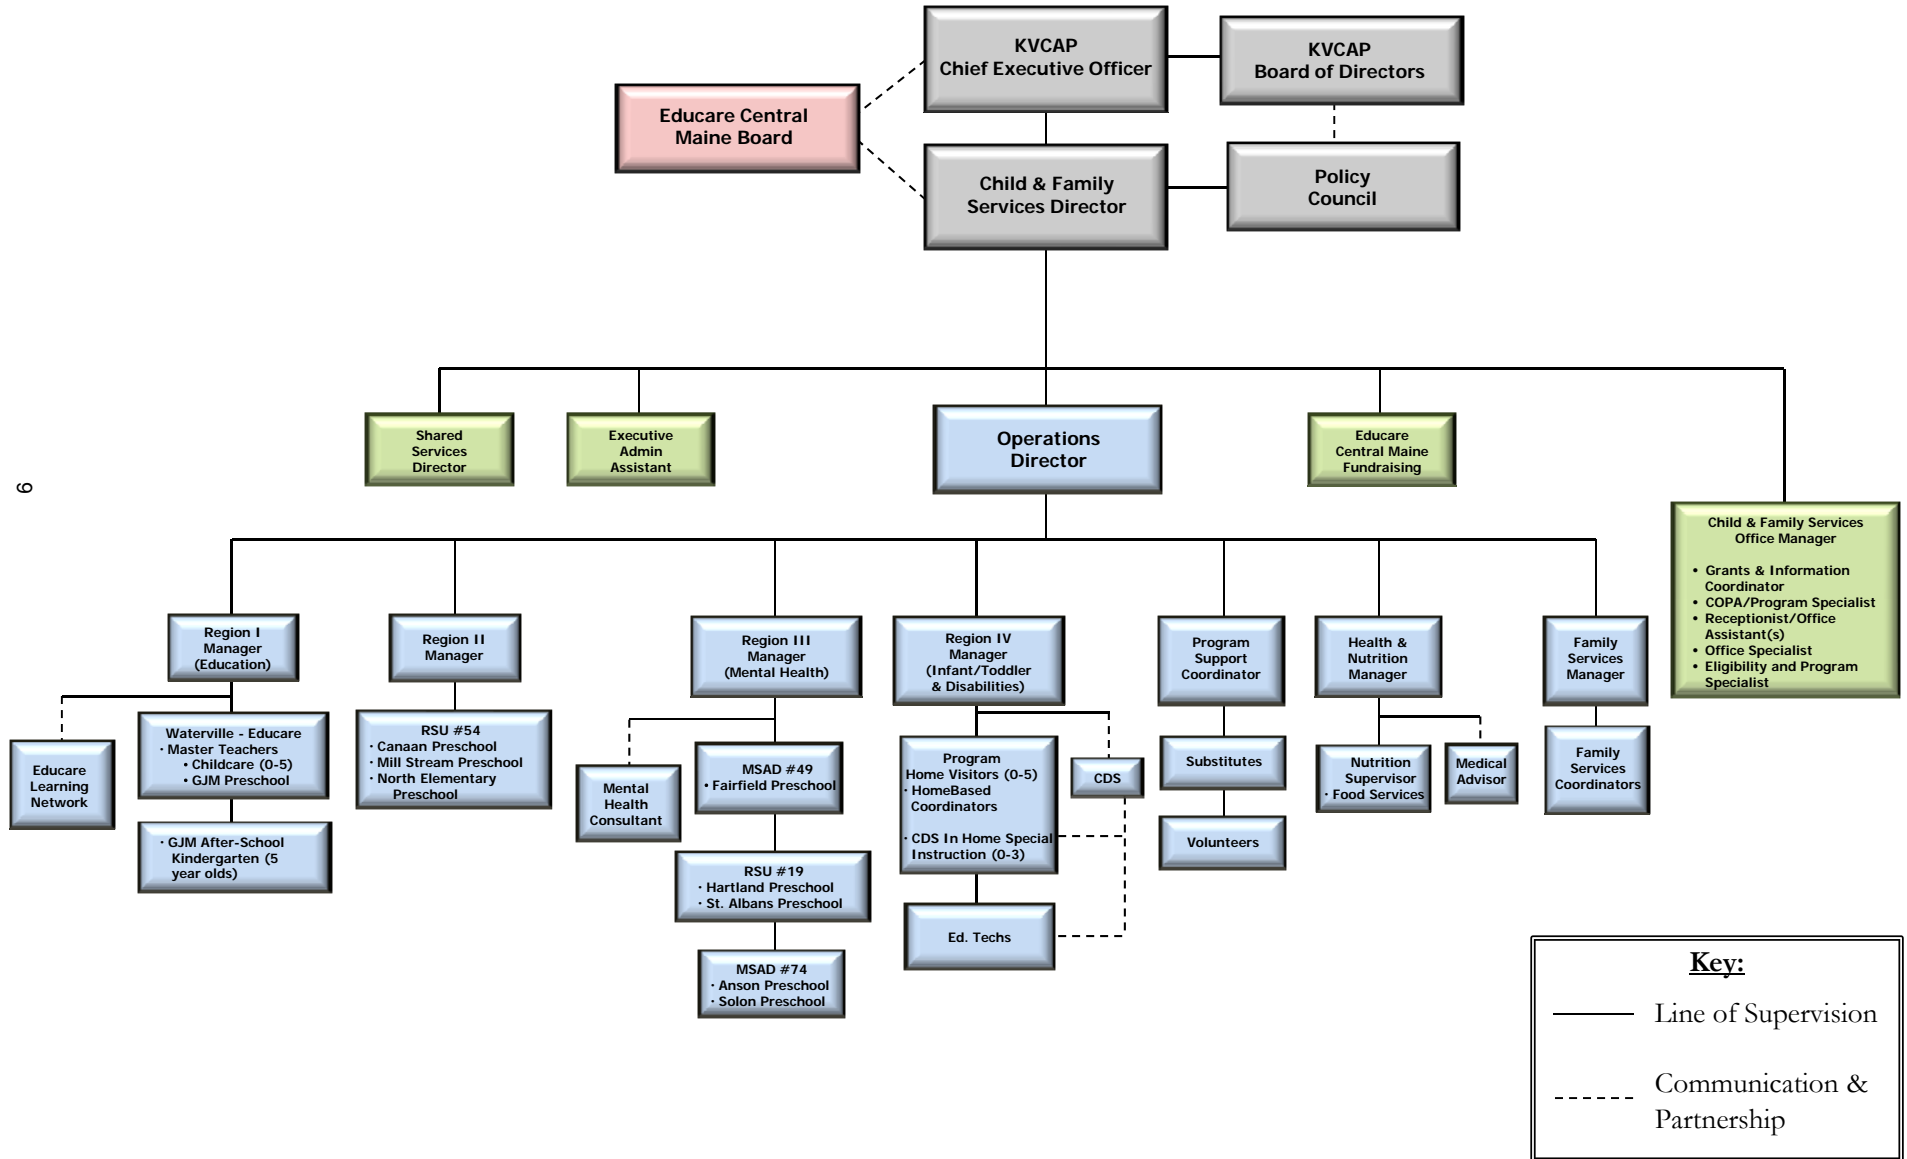 KVCAP
Chief Executive Officer
KVCAP
Board of Directors
Educare Central
Maine Board
Child & Family
Services Director
Policy
Council
Shared
Services
Director
Executive
Admin
Assistant
Operations
Director
Educare
Central Maine
Fundraising
6
Child & Family Services
Office Manager
• Grants & Information
Coordinator
• COPA/Program Specialist
• Receptionist/Office
Assistant(s)
• Office Specialist
• Eligibility and Program
Specialist
Region I
Manager
(Education)
Region II
Manager
Region III
Manager
(Mental Health)
Region IV
Manager
(Infant/Toddler
& Disabilities)
Program
Support
Coordinator
Health &
Nutrition
Manager
Family
Services
Manager
Educare
Learning
Network
Waterville - Educare
· Master Teachers
• Childcare (0-5)
• GJM Preschool
· GJM After-School
Kindergarten (5
year olds)
RSU #54
· Canaan Preschool
· Mill Stream Preschool
· North Elementary
Preschool
Mental
Health
Consultant
MSAD #49
· Fairfield Preschool
RSU #19
· Hartland Preschool
· St. Albans Preschool
MSAD #74
· Anson Preschool
· Solon Preschool
Program
Home Visitors (0-5)
· HomeBased
Coordinators
· CDS In Home Special
Instruction (0-3)
CDS
Ed. Techs
Substitutes
Volunteers
Nutrition
Supervisor
· Food Services
Medical
Advisor
Family
Services
Coordinators
Key:
Line of Supervision
Communication &
Partnership